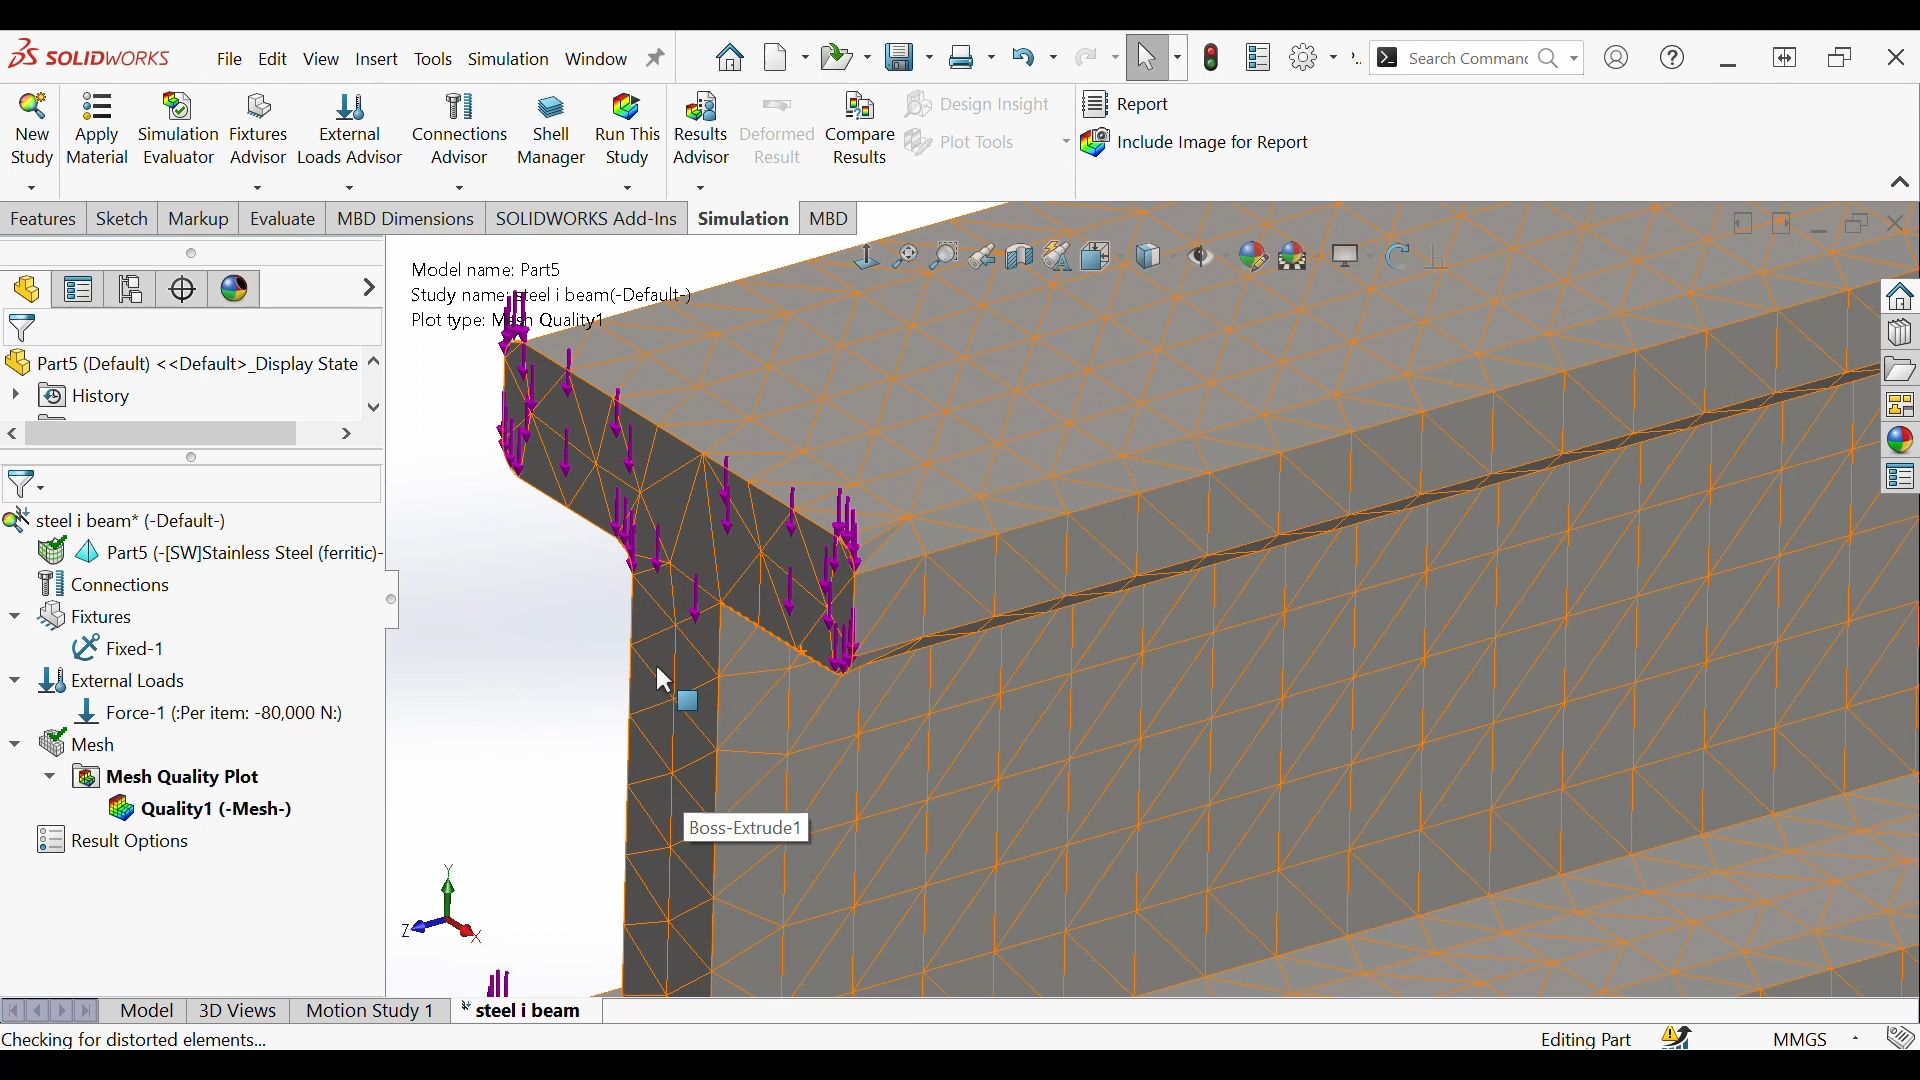 SOLIDWORKS File Edit View Insert Tools Simulation Window Search Comman
New Study
Apply Material
Simulation Evaluator
Fixtures Advisor
External Loads Advisor
Connections Advisor
Shell Manager
Run This Study
Results Advisor
Deformed Result
Compare Results
Design Insight
Plot Tools
Report
Include Image for Report
Features Sketch Markup Evaluate MBD Dimensions SOLIDWORKS Add-Ins Simulation MBD
Model name: Part5
Study name: steel i beam(-Default-)
Plot type: Mesh Quality1
Part5 (Default) <<Default>_Display State
History
steel i beam* (-Default-)
Part5 (-[SW]Stainless Steel (ferritic)-
Connections
Fixtures
Fixed-1
External Loads
Force-1 (:Per item: -80,000 N:)
Mesh
Mesh Quality Plot
Quality1 (-Mesh-)
Result Options
Boss-Extrude1
Y
Z
X
Model 3D Views Motion Study 1 steel i beam
Checking for distorted elements... Editing Part MMGS